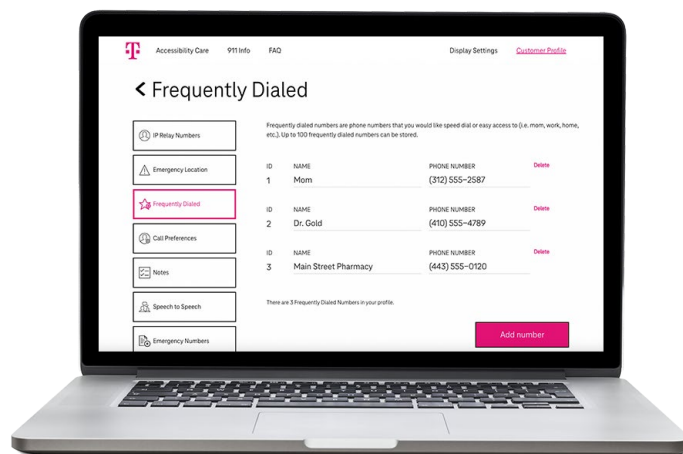 T Accessibility Care 911 Info FAQ Display Settings Customer Profile
Frequently Dialed
IP Relay Numbers
Emergency Location
Frequently Dialed
Call Preferences
Notes
Speech to Speech
Emergency Numbers
Frequently dialed numbers are phone numbers that you would like speed dial or easy access to (i.e. mom, work, home,
etc.). Up to 100 frequently dialed numbers can be stored.
ID NAME PHONE NUMBER Delete
1 Mom (312) 555-2587
ID NAME PHONE NUMBER Delete
2 Dr. Gold (410) 555-4789
ID NAME PHONE NUMBER Delete
3 Main Street Pharmacy (443) 555-0120
There are 3 Frequently Dialed Numbers in your profile.
Add number